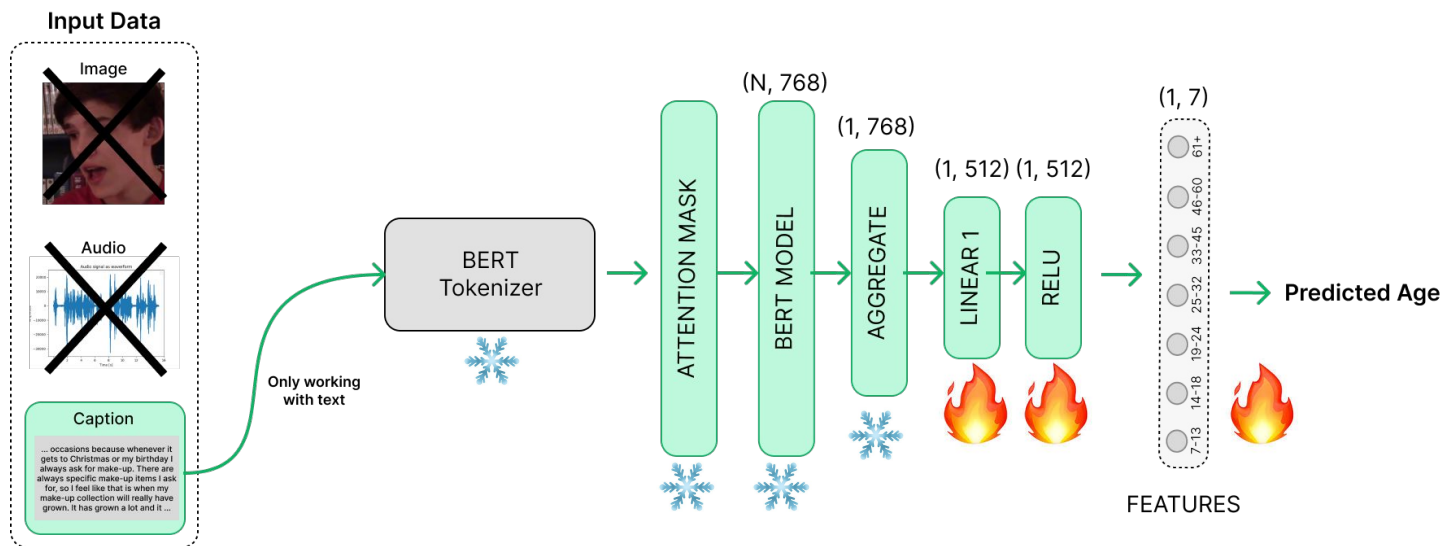 Input Data
Image
Audio
Audio signal as waveform
Time [s]
Caption
... occasions because whenever it
gets to Christmas or my birthday I
always ask for make-up. There are
always specific make-up items I ask
for, so I feel like that is when my
make-up collection will really have
grown. It has grown a lot and it ...
Only working
with text
BERT
Tokenizer
ATTENTION MASK
(N, 768)
BERT MODEL
(1, 768)
AGGREGATE
(1, 512)
LINEAR 1
(1, 512)
RELU
(1, 7)
61+
46-60
33-45
25-32
19-24
14-18
7-13
FEATURES
Predicted Age